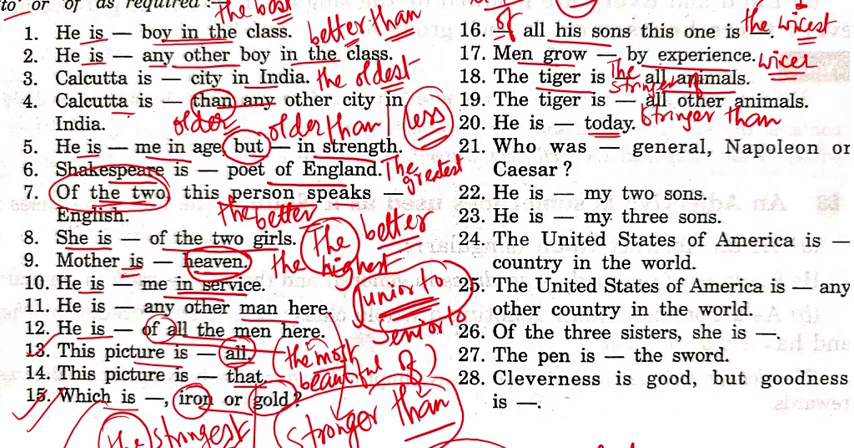 to' or of as required :—
the best
1. He is — boy in the class. better than
2. He is — any other boy in the class.
3. Calcutta is — city in India. the oldest
4. Calcutta is — than any other city in
India. older
older than less
5. He is — me in age but — in strength.
6. Shakespeare is — poet of England. The greatest
7. Of the two this person speaks —
English. the better
8. She is — of the two girls. the better
9. Mother is — heaven. the highest
10. He is — me in service. Junior to
11. He is — any other man here.
Senior to
12. He is — of all the men here.
13. This picture is — all. the most
beautiful of
14. This picture is — that.
15. Which is —, iron or gold?
the stringest stronger than
16. — all his sons this one is —. of the wicest
17. Men grow — by experience. wicer
18. The tiger is — all animals. The stringer of
19. The tiger is — all other animals.
Stringer than
20. He is — today.
21. Who was — general, Napoleon or
Caesar ?
22. He is — my two sons.
23. He is — my three sons.
24. The United States of America is —
country in the world.
25. The United States of America is — any
other country in the world.
26. Of the three sisters, she is —.
27. The pen is — the sword.
28. Cleverness is good, but goodness
is —.